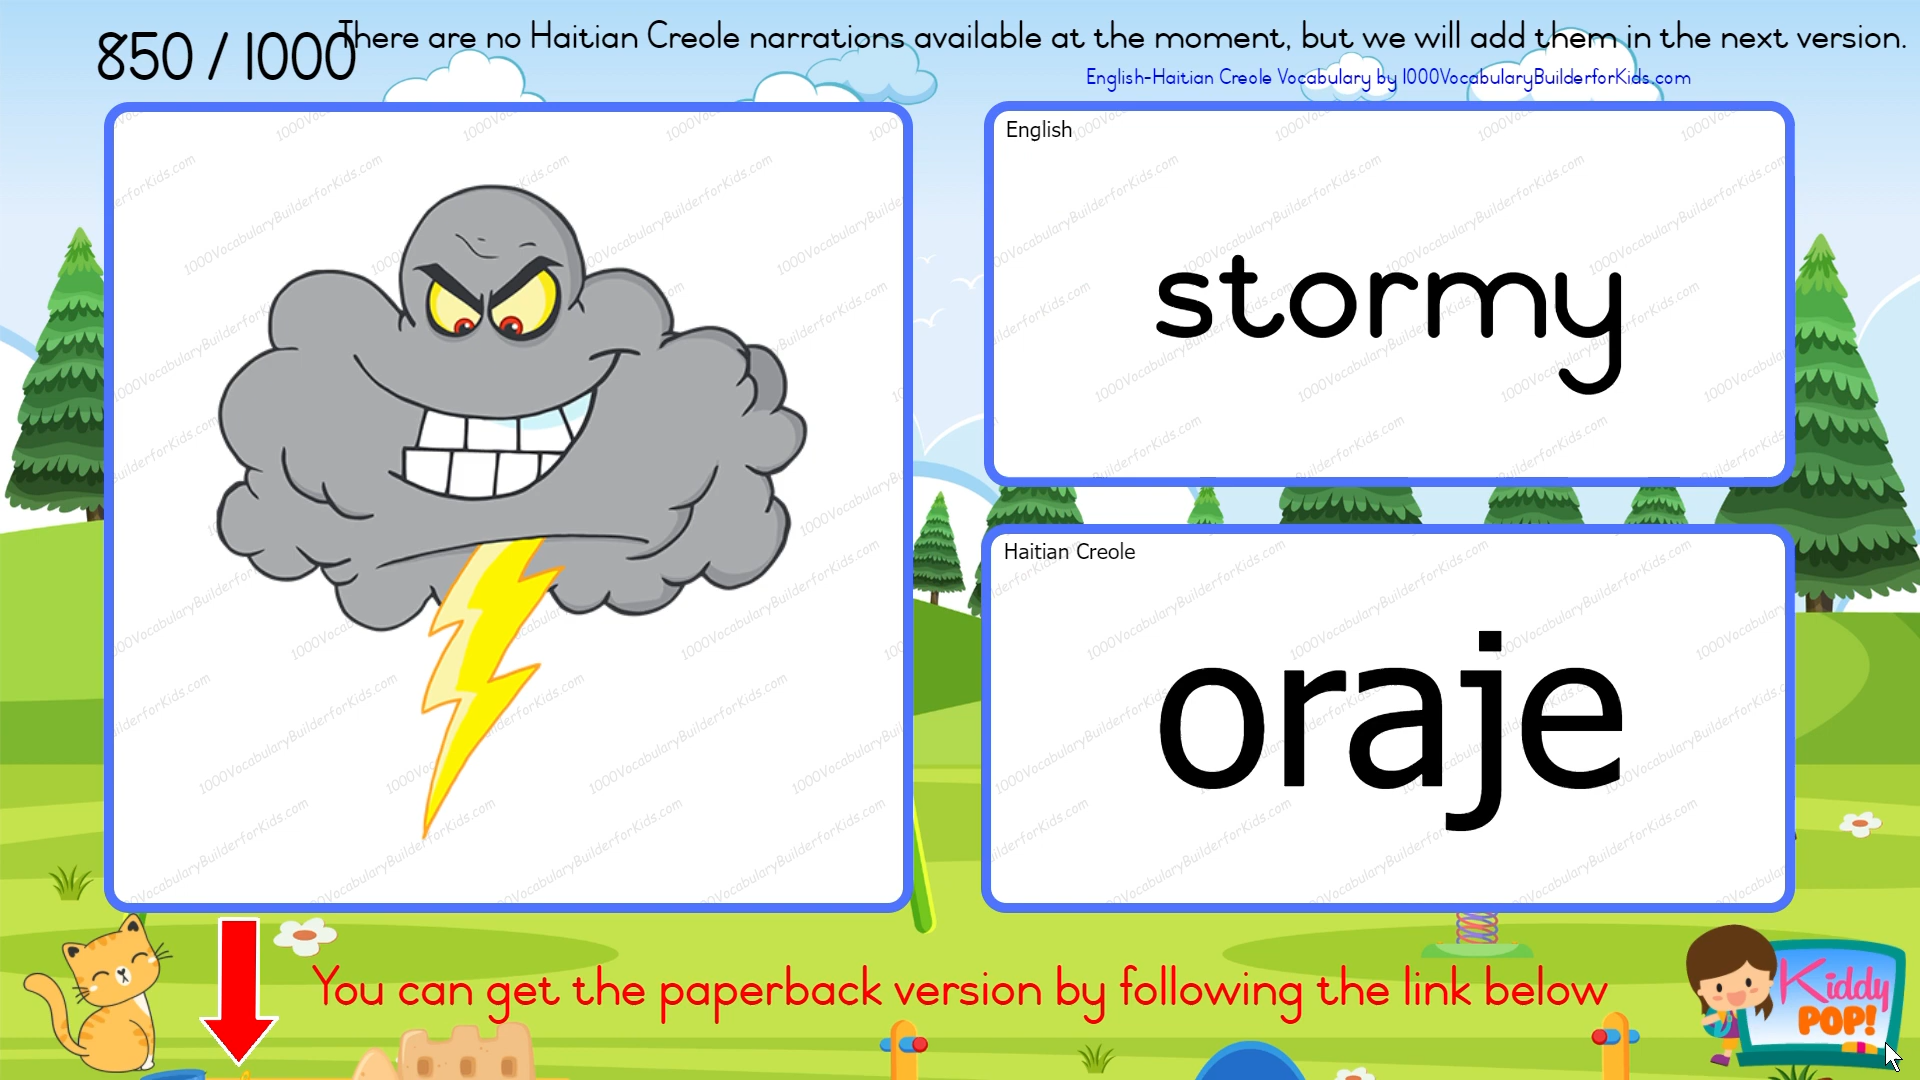 850 / 1000
There are no Haitian Creole narrations available at the moment, but we will add them in the next version.
English-Haitian Creole Vocabulary by 1000VocabularyBuilderforKids.com
English
stormy
Haitian Creole
oraje
You can get the paperback version by following the link below
Kiddy
POP!
1000VocabularyBuilderforKids.com